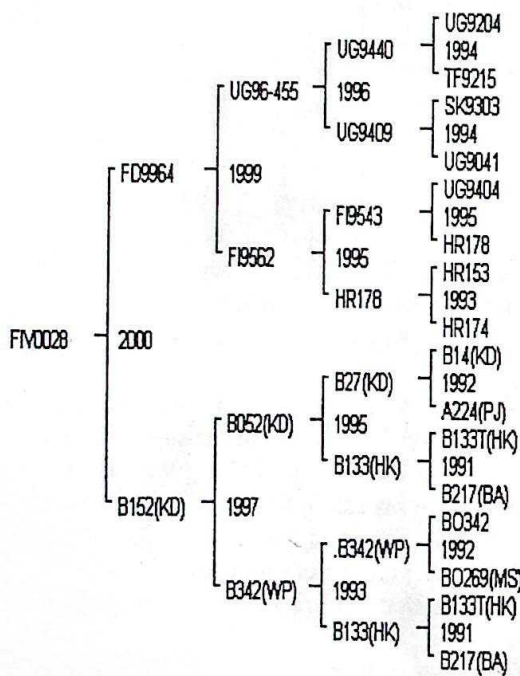 UG9204
UG9440 1994
TF9215
UG96-455 1996
SK9303
UG9409 1994
UG9041
FD9964 1999
UG9404
FI9543 1995
HR178
FI9562 1995
HR153
HR178 1993
HR174
FIV0028 2000
B14(KD)
B27(KD) 1992
A224(PJ)
B052(KD) 1995
B133T(HK)
B133(HK) 1991
B217(BA)
B152(KD) 1997
BO342
.B342(WP) 1992
BO269(MS)
B342(WP) 1993
B133T(HK)
B133(HK) 1991
B217(BA)